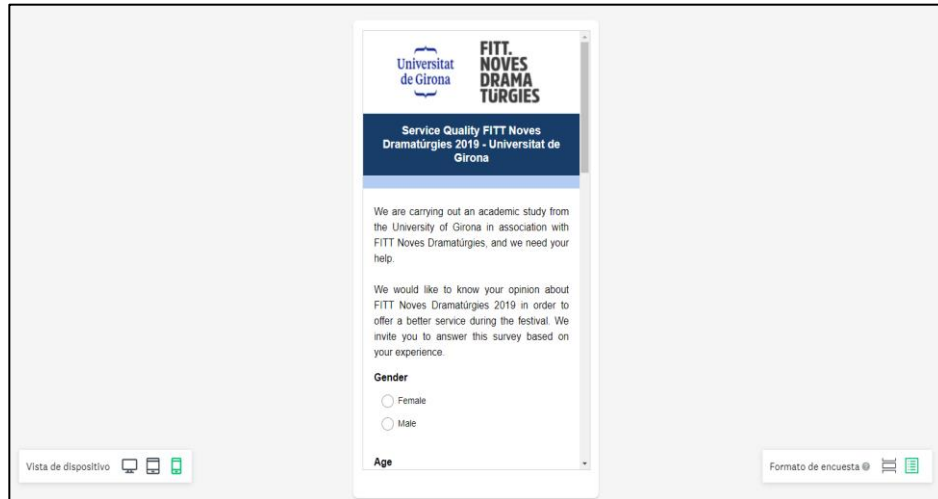 Universitat
de Girona
FITT.
NOVES
DRAMA
TÚRGIES
Service Quality FITT Noves
Dramatúrgies 2019 - Universitat de
Girona
We are carrying out an academic study from
the University of Girona in association with
FITT Noves Dramatúrgies, and we need your
help.
We would like to know your opinion about
FITT Noves Dramatúrgies 2019 in order to
offer a better service during the festival. We
invite you to answer this survey based on
your experience.
Gender
Female
Male
Age
Vista de dispositivo
Formato de encuesta